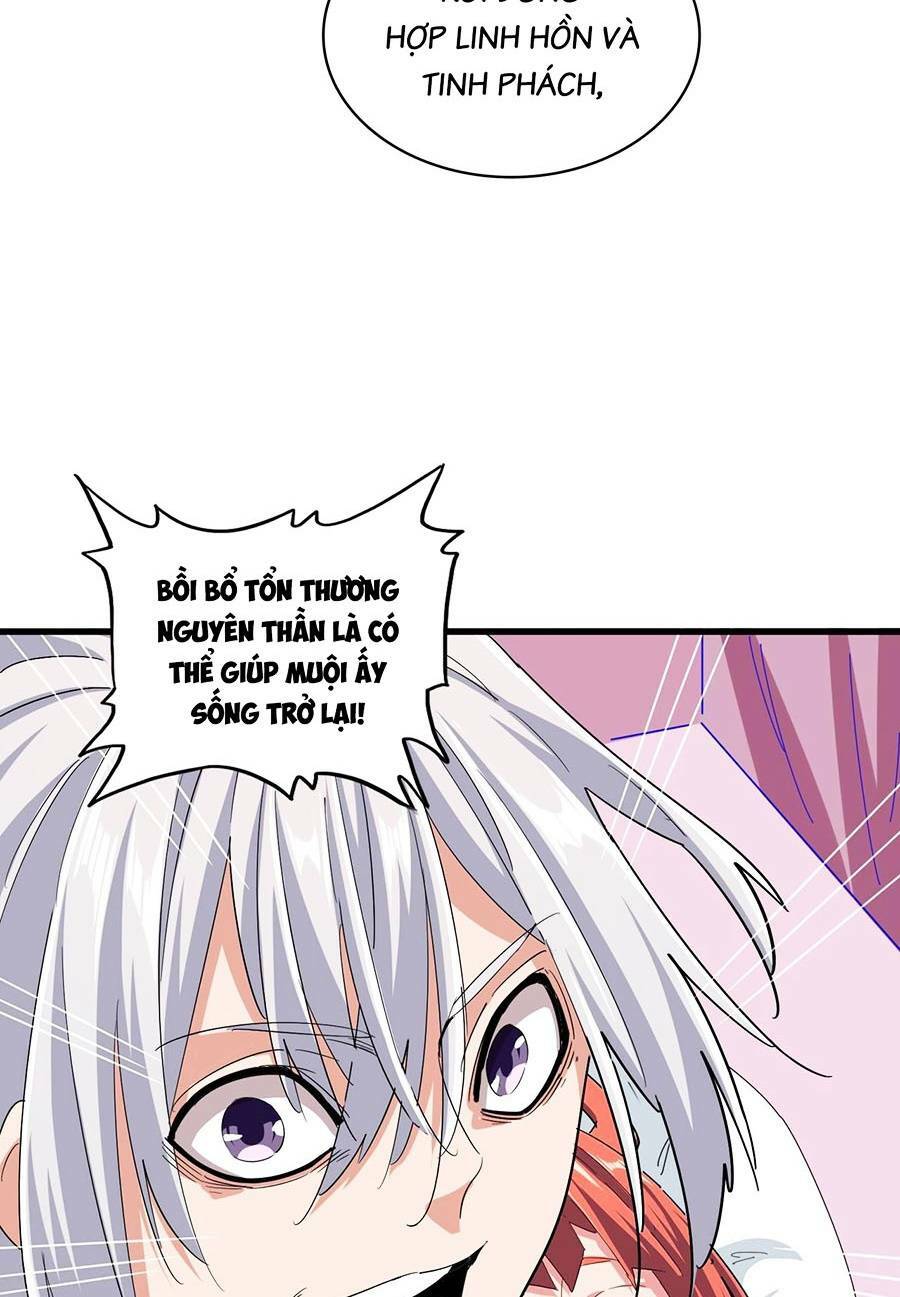 HỢP LINH HỒN VÀ
TINH PHÁCH,
BỒI BỔ TỔN THƯƠNG
NGUYÊN THẦN LÀ CÓ
THỂ GIÚP MUỘI ẤY
SỐNG TRỞ LẠI!